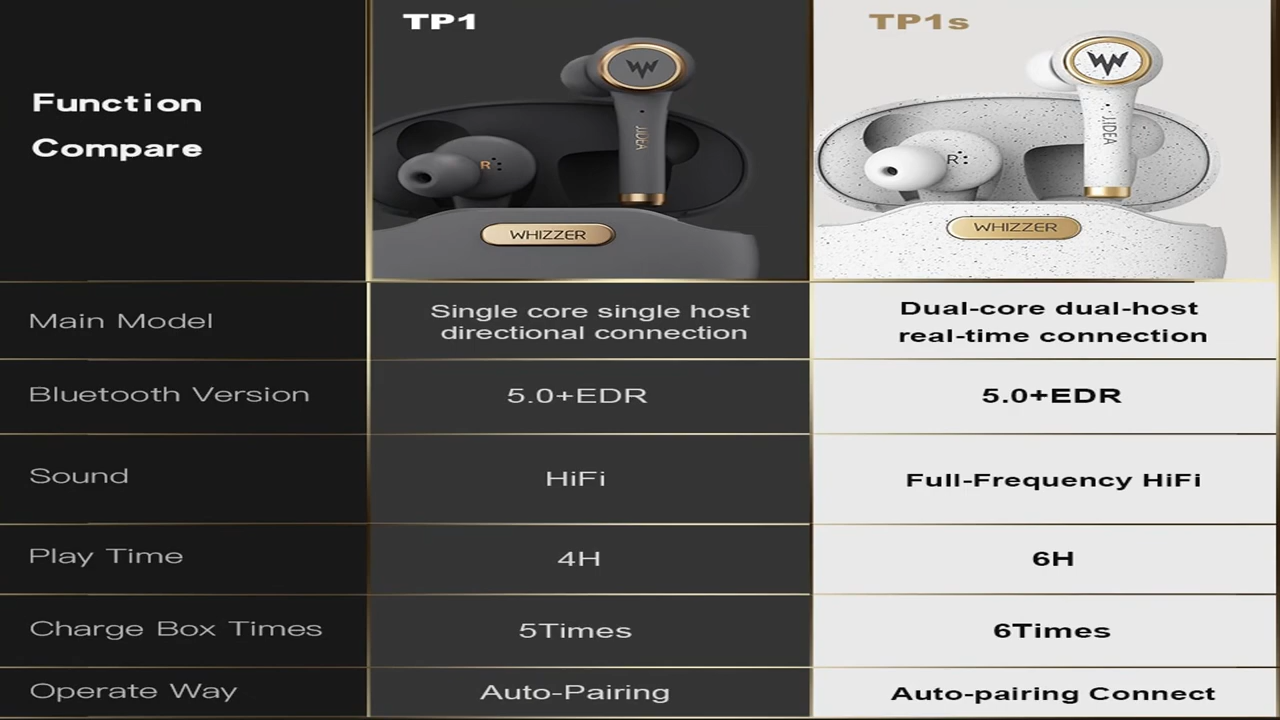 TP1
TP1s
Function
Compare
JJDEA
JJDEA
R
R
WHIZZER
WHIZZER
Main Model
Single core single host
directional connection
Dual-core dual-host
real-time connection
Bluetooth Version
5.0+EDR
5.0+EDR
Sound
HiFi
Full-Frequency HiFi
Play Time
4H
6H
Charge Box Times
5Times
6Times
Operate Way
Auto-Pairing
Auto-pairing Connect